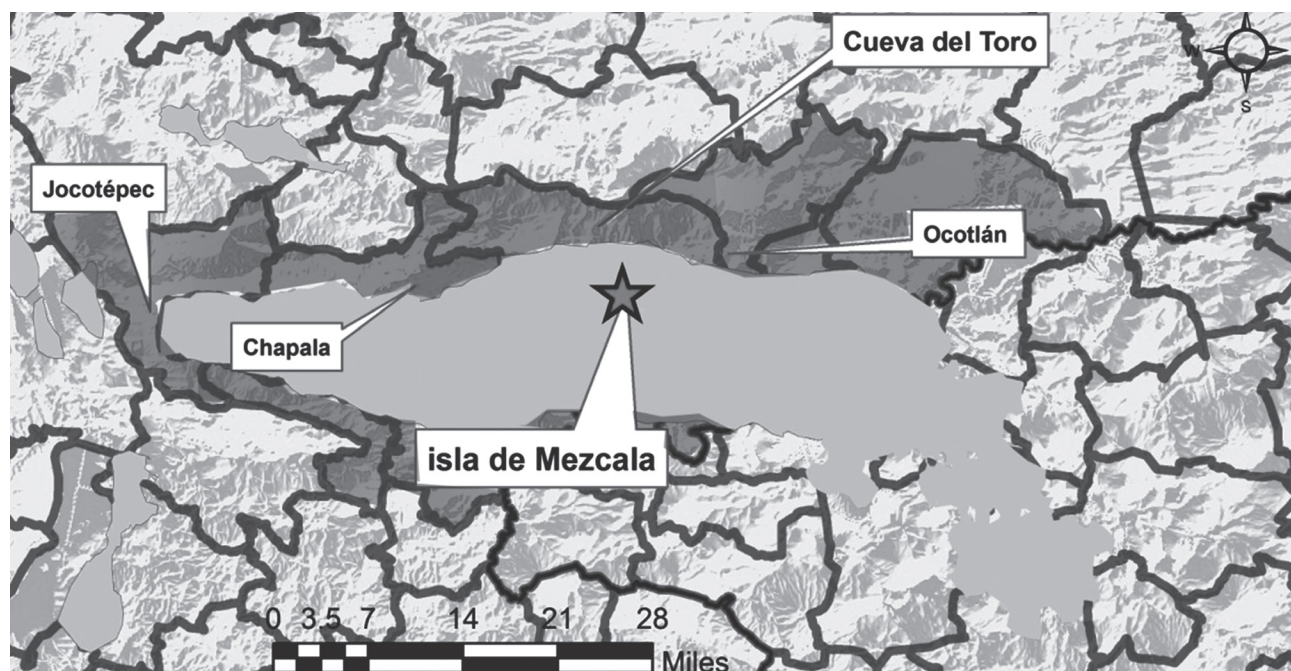 Cueva del Toro
W
S
Jocotépec
Ocotlán
Chapala
isla de Mezcala
0 3,5 7 14 21 28
Miles